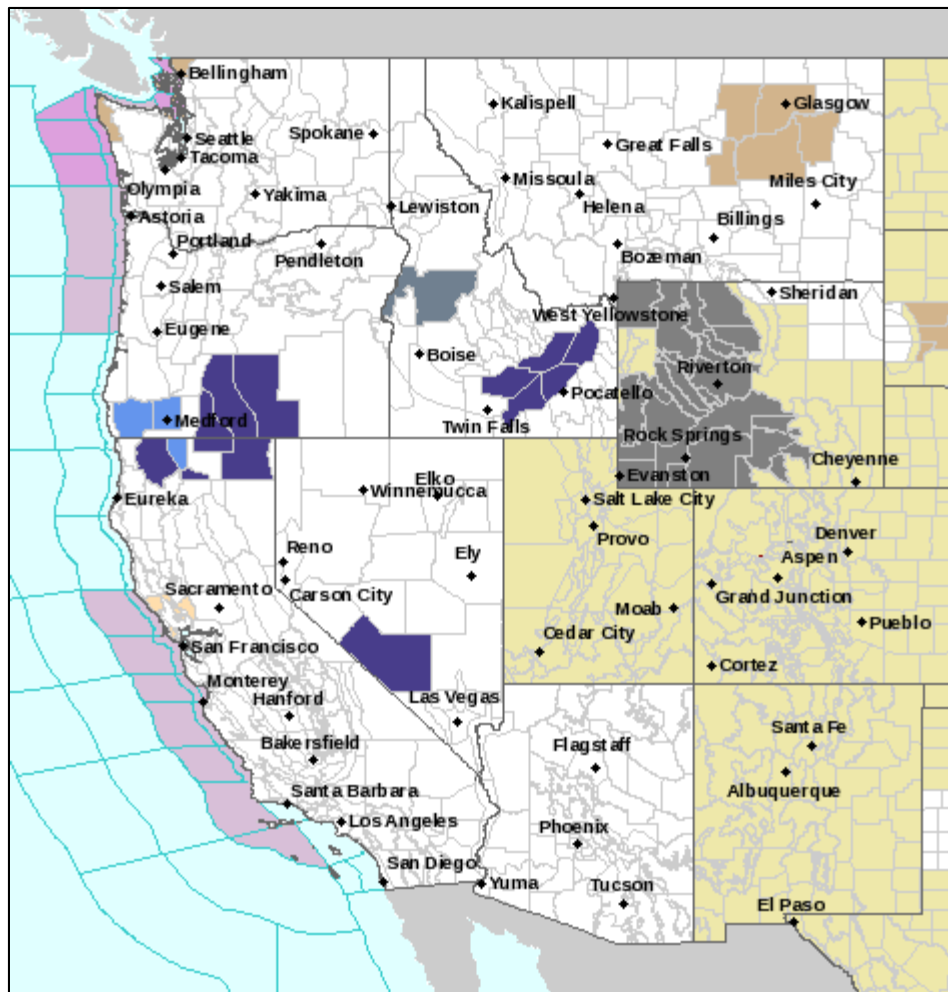 Bellingham
Kalispell
Glasgow
Seattle
Spokane
Great Falls
Tacoma
Missoula
Miles City
Olympia
Yakima
Lewiston
Helena
Astoria
Billings
Portland
Pendleton
Bozeman
Salem
Sheridan
West Yellowstone
Eugene
Boise
Riverton
Pocatello
Medford
Twin Falls
Rock Springs
Cheyenne
Evanston
Elko
Winnemucca
Eureka
Salt Lake City
Provo
Denver
Reno
Ely
Aspen
Sacramento
Carson City
Grand Junction
Moab
Pueblo
San Francisco
Cedar City
Cortez
Monterey
Hanford
Las Vegas
Santa Fe
Bakersfield
Flagstaff
Albuquerque
Santa Barbara
Los Angeles
Phoenix
San Diego
Yuma
Tucson
El Paso